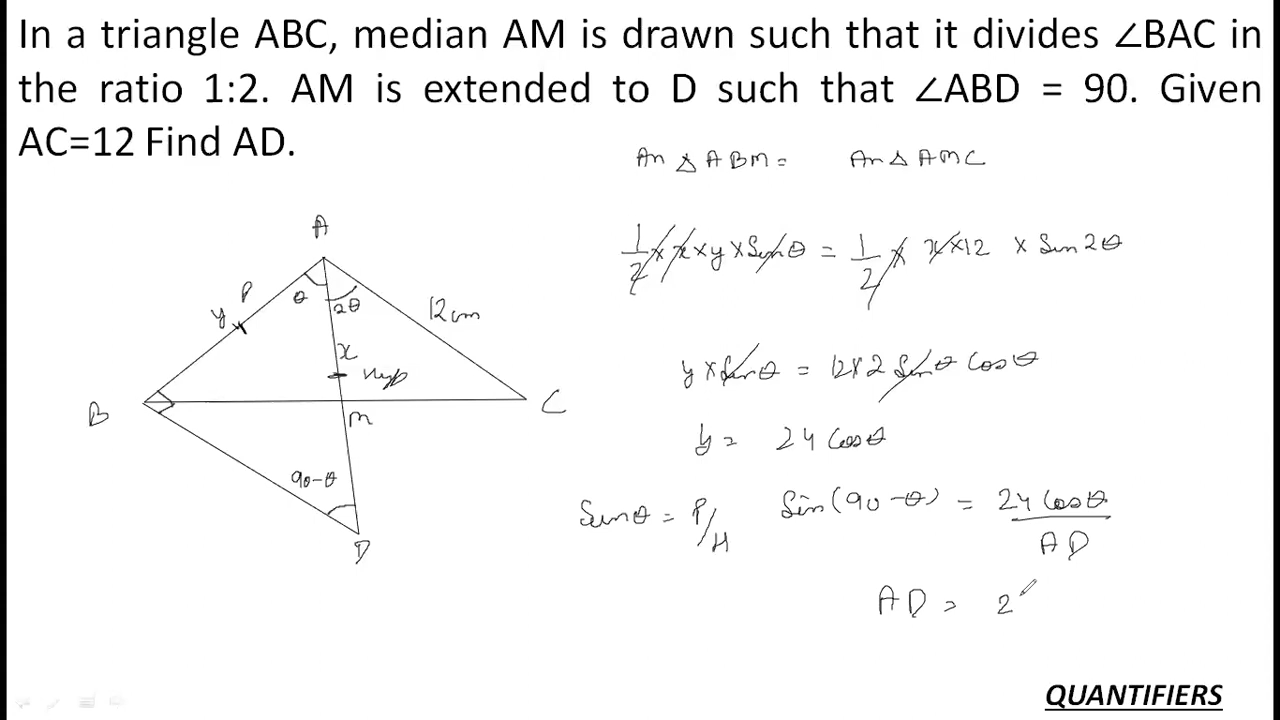 In a triangle ABC, median AM is drawn such that it divides ∠BAC in
the ratio 1:2. AM is extended to D such that ∠ABD = 90. Given
AC=12 Find AD.
Ar △ ABM = Ar △ AMC
1/2 × x × y × Sinθ = 1/2 × x × 12 × Sin2θ
y × Sinθ = 12×2 Sinθ Cosθ
y = 24 Cosθ
Sinθ = P/H Sin(90-θ) = 24 Cosθ / AD
AD = 2
A
P
y
θ
2θ
12cm
x
Hyp
B
C
M
90-θ
D
QUANTIFIERS